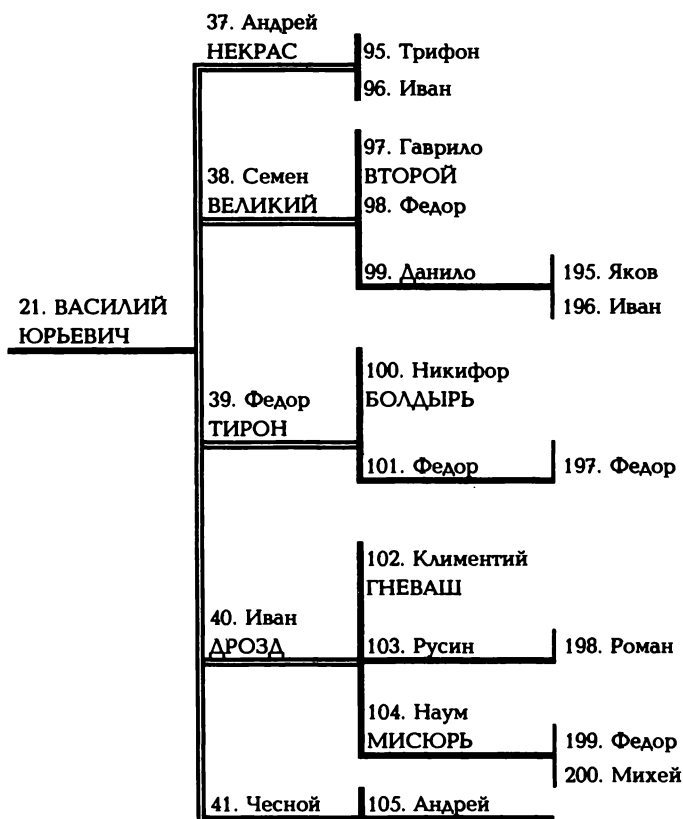 37. Андрей
НЕКРАС
95. Трифон
96. Иван
97. Гаврило
ВТОРОЙ
38. Семен
ВЕЛИКИЙ
98. Федор
99. Данило
195. Яков
196. Иван
21. ВАСИЛИЙ
ЮРЬЕВИЧ
100. Никифор
БОЛДЫРЬ
39. Федор
ТИРОН
101. Федор
197. Федор
102. Климентий
ГНЕВАШ
40. Иван
ДРОЗД
103. Русин
198. Роман
104. Наум
МИСЮРЬ
199. Федор
200. Михей
41. Чесной
105. Андрей